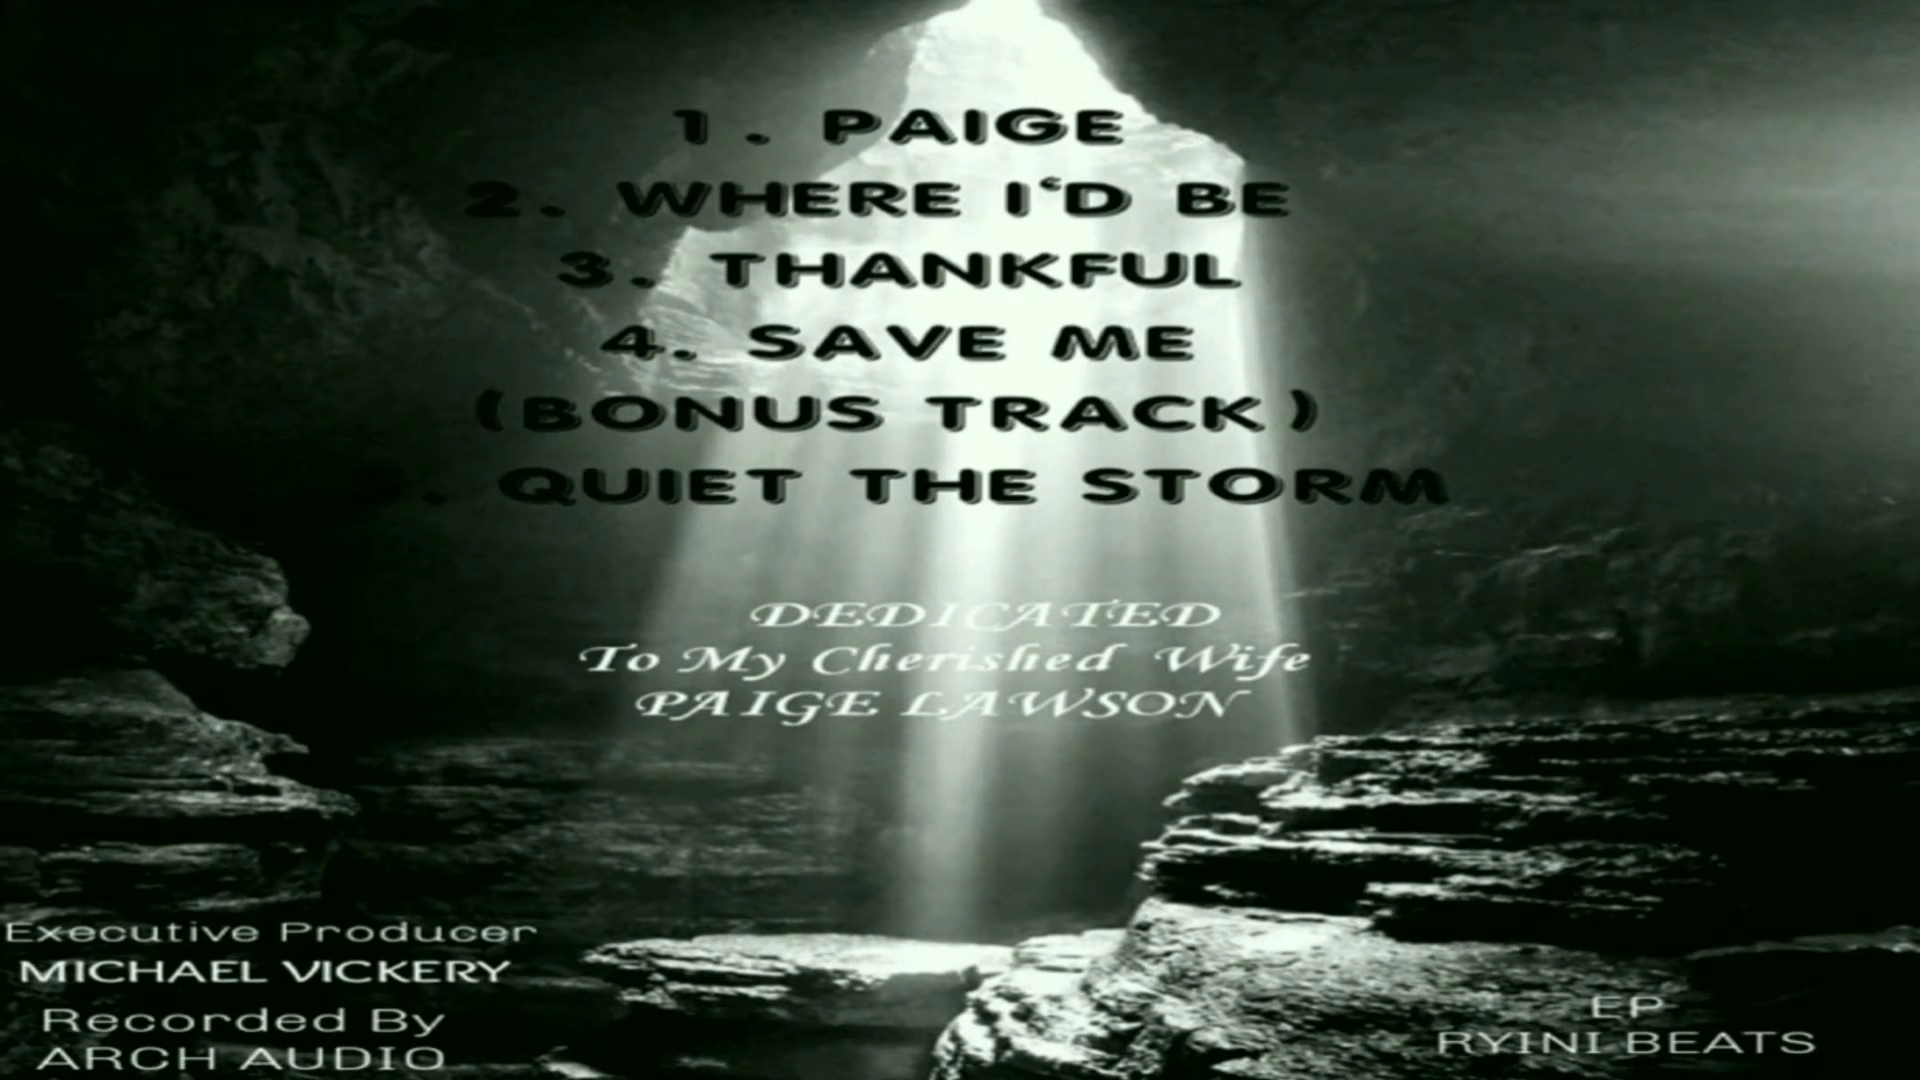 1. PAIGE
2. WHERE I'D BE
3. THANKFUL
4. SAVE ME
(BONUS TRACK)
. QUIET THE STORM
DEDICATED
To My Cherished Wife
PAIGE LAWSON
Executive Producer
MICHAEL VICKERY
Recorded By
ARCH AUDIO
EP
RYINI BEATS